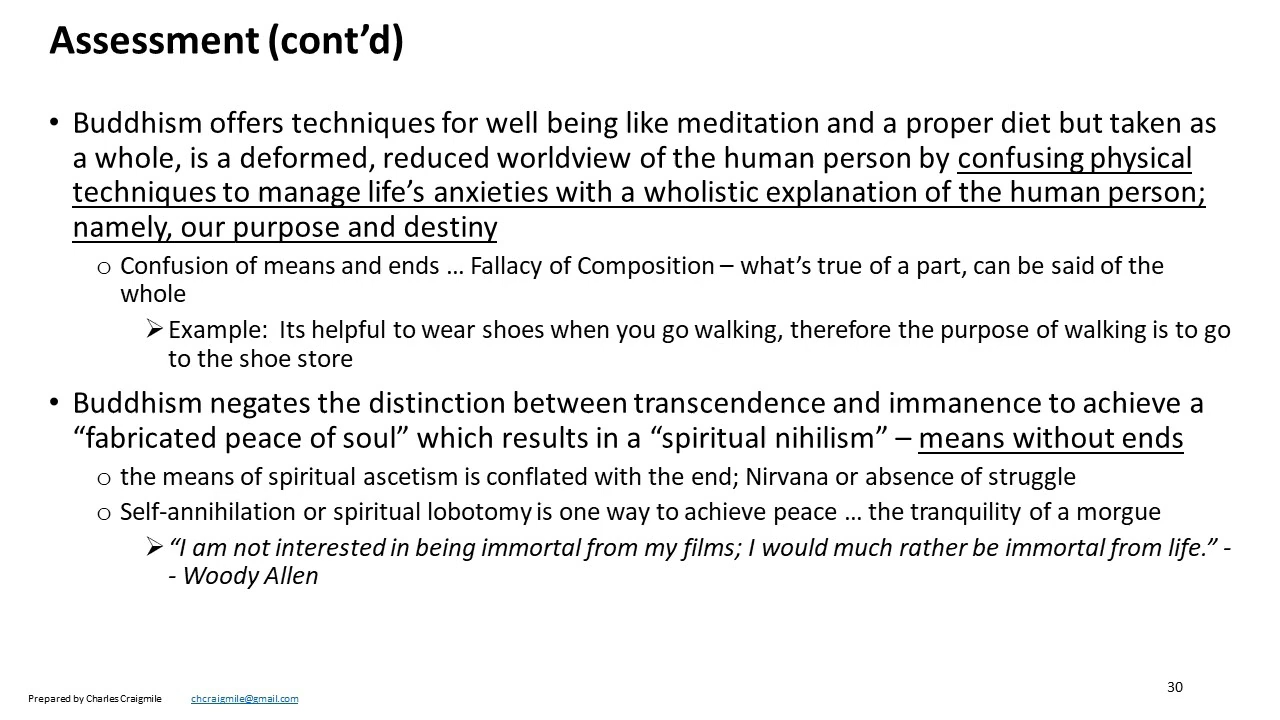 Assessment (cont’d)
• Buddhism offers techniques for well being like meditation and a proper diet but taken as
a whole, is a deformed, reduced worldview of the human person by confusing physical
techniques to manage life’s anxieties with a wholistic explanation of the human person;
namely, our purpose and destiny
o Confusion of means and ends … Fallacy of Composition – what’s true of a part, can be said of the
whole
➢ Example:  Its helpful to wear shoes when you go walking, therefore the purpose of walking is to go
to the shoe store
• Buddhism negates the distinction between transcendence and immanence to achieve a
“fabricated peace of soul” which results in a “spiritual nihilism” – means without ends
o the means of spiritual ascetism is conflated with the end; Nirvana or absence of struggle
o Self-annihilation or spiritual lobotomy is one way to achieve peace … the tranquility of a morgue
➢ “I am not interested in being immortal from my films; I would much rather be immortal from life.” -
- Woody Allen
30
Prepared by Charles Craigmile chcraigmile@gmail.com